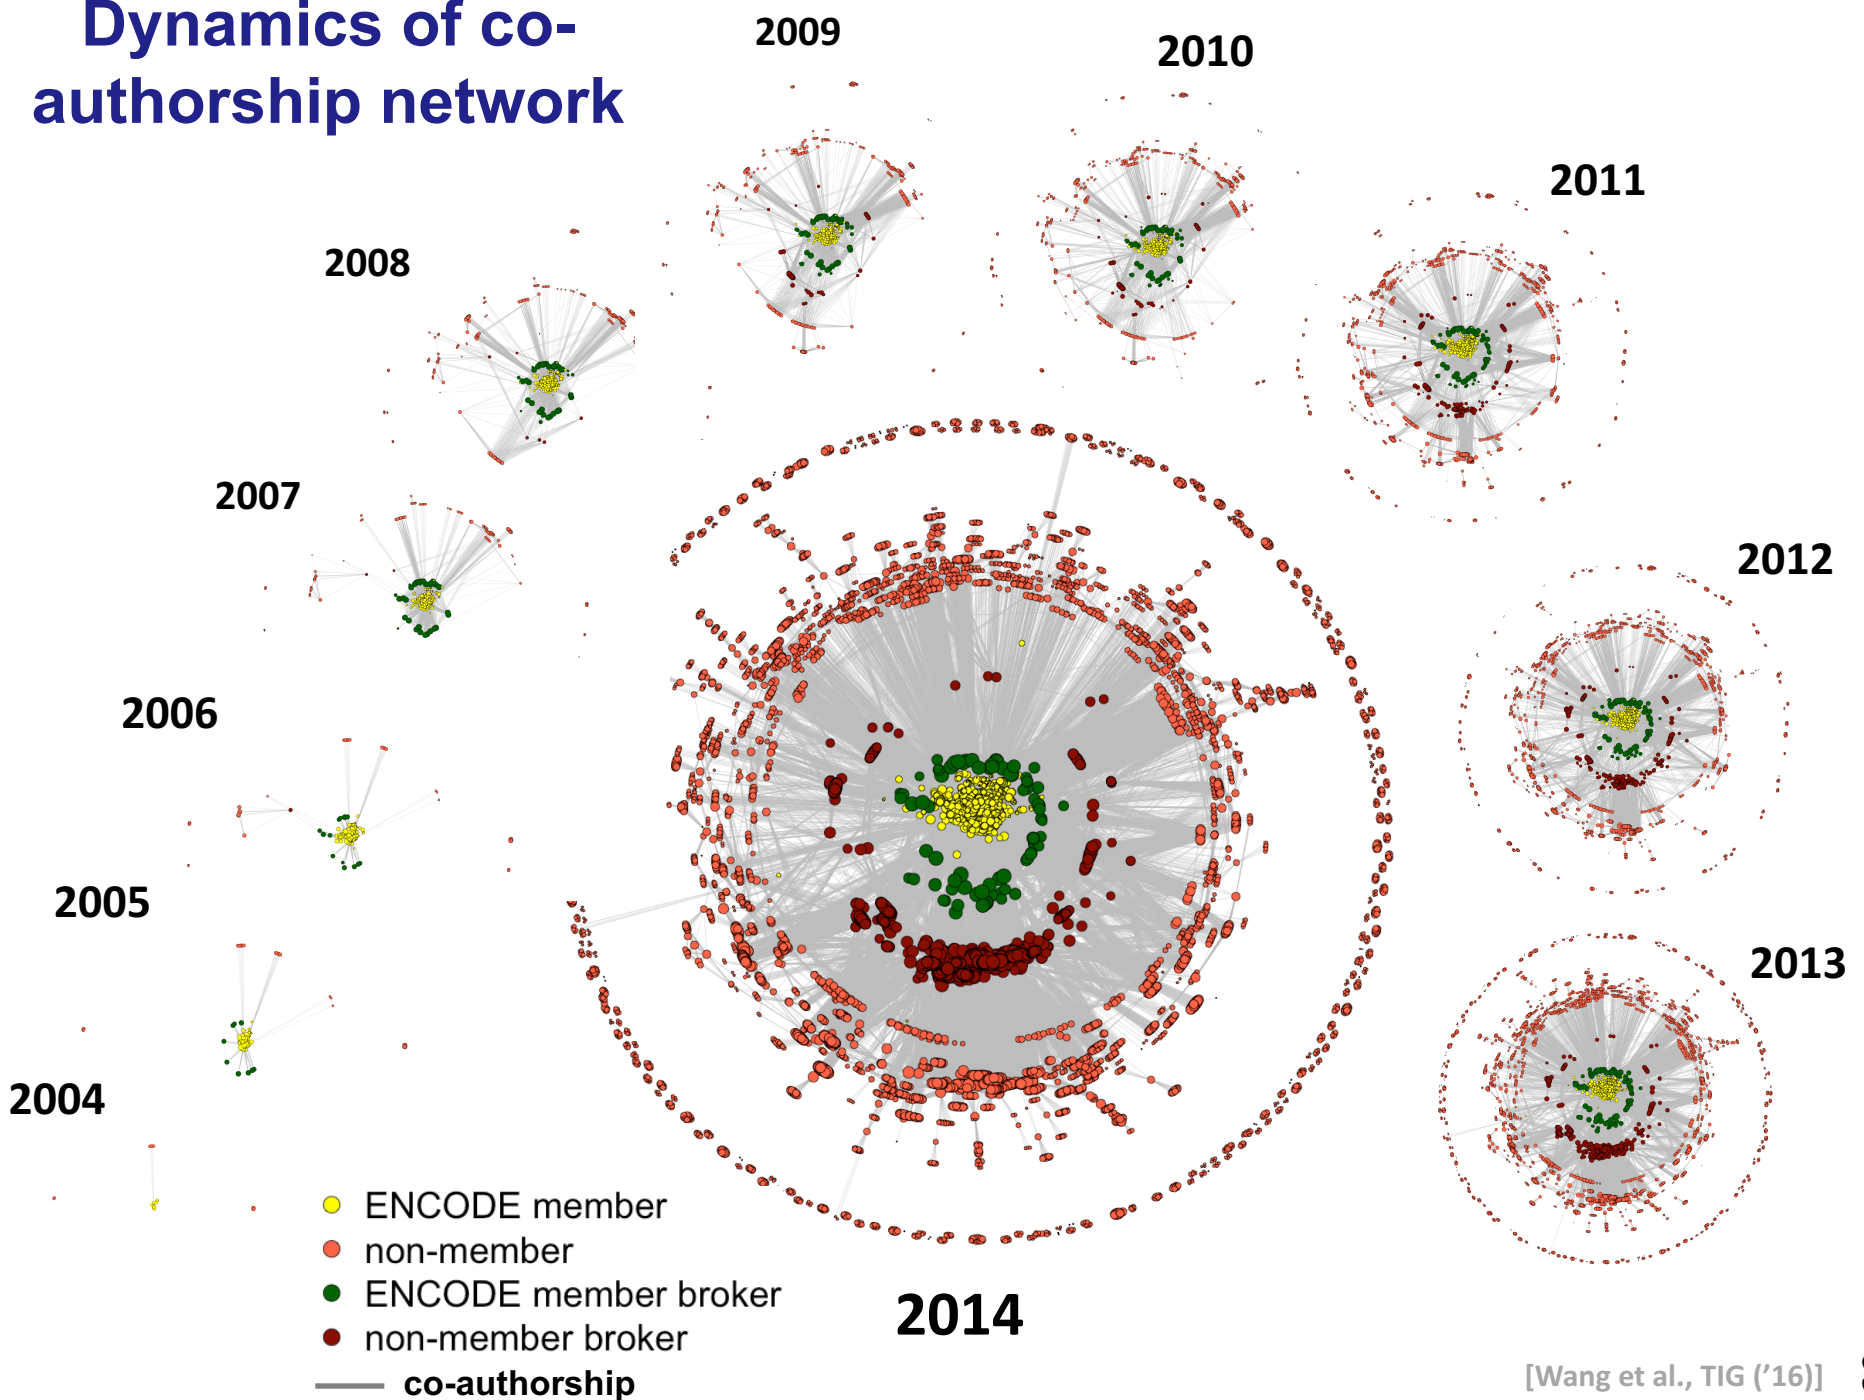 Dynamics of co-
authorship network
2009
2010
2011
2008
2007
2012
2006
2005
2013
2004
ENCODE member
non-member
ENCODE member broker
non-member broker
co-authorship
2014
[Wang et al., TIG ('16)]